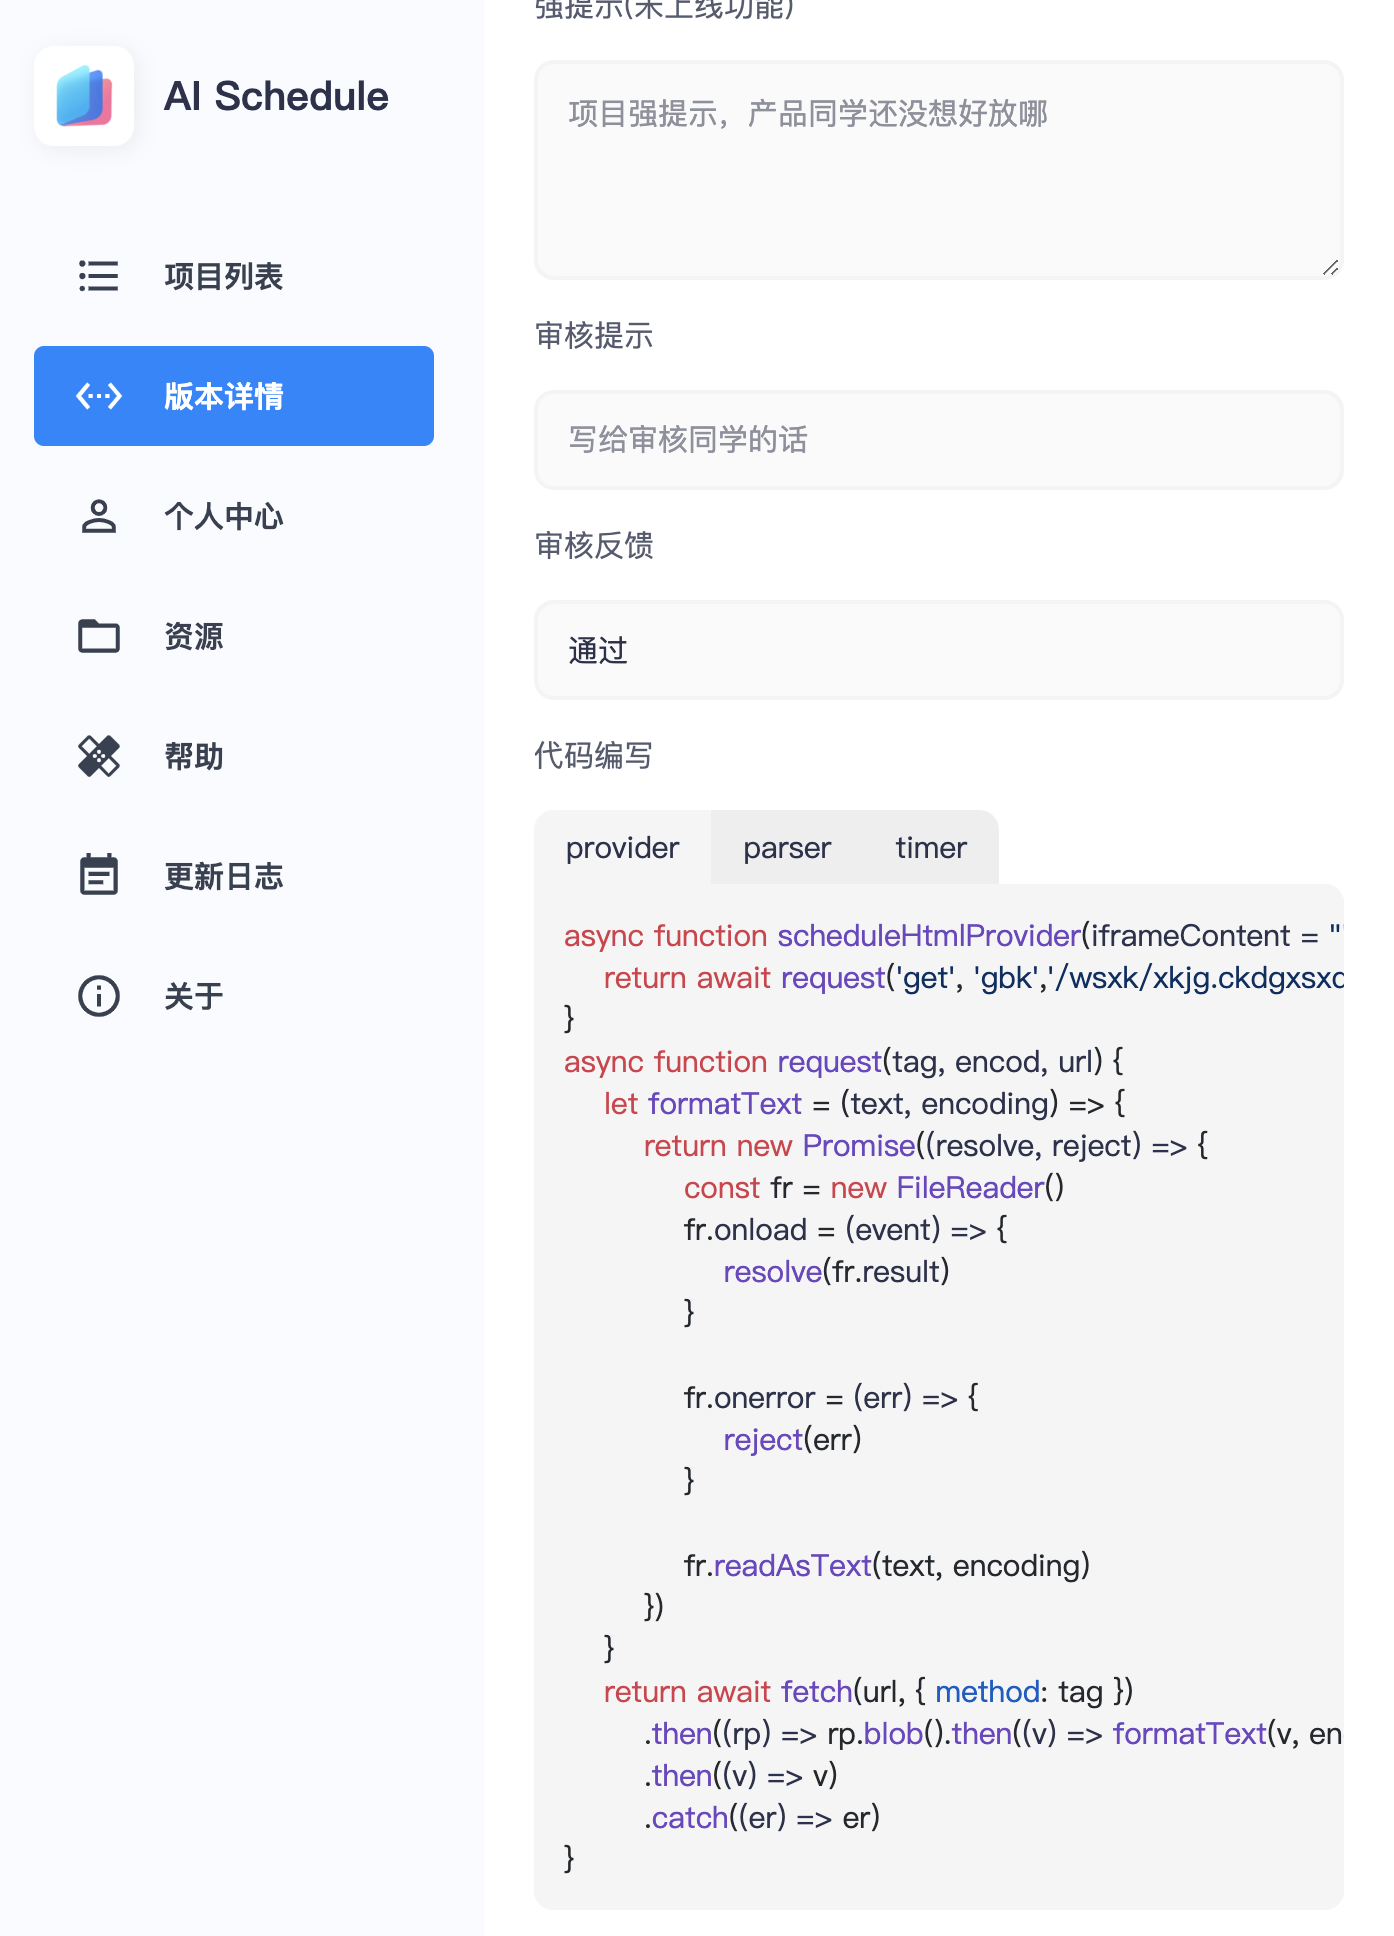 AI Schedule
项目列表
版本详情
个人中心
资源
帮助
更新日志
关于
强提示(未上线功能)
项目强提示，产品同学还没想好放哪
审核提示
写给审核同学的话
审核反馈
通过
代码编写
provider parser timer
async function scheduleHtmlProvider(iframeContent = "
return await request('get', 'gbk','/wsxk/xkjg.ckdgxsxd
}
async function request(tag, encod, url) {
let formatText = (text, encoding) => {
return new Promise((resolve, reject) => {
const fr = new FileReader()
fr.onload = (event) => {
resolve(fr.result)
}
fr.onerror = (err) => {
reject(err)
}
fr.readAsText(text, encoding)
})
}
return await fetch(url, { method: tag })
.then((rp) => rp.blob().then((v) => formatText(v, en
.then((v) => v)
.catch((er) => er)
}